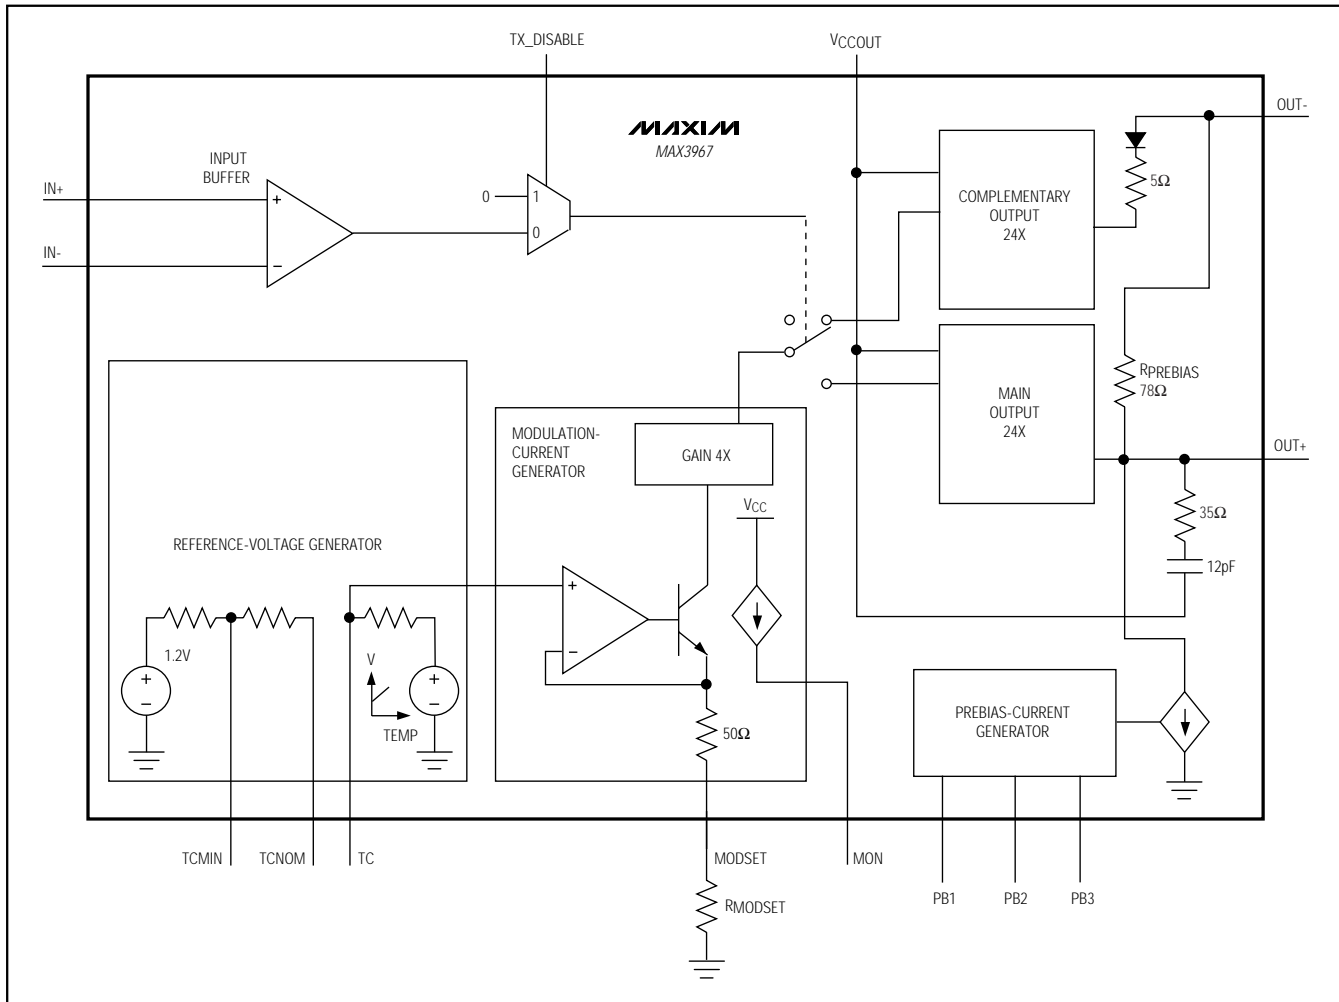 TX_DISABLE
VCCOUT
OUT-
MAXIM
MAX3967
INPUT
BUFFER
IN+
+
IN-
−
0
1
0
COMPLEMENTARY
OUTPUT
24X
5Ω
MAIN
OUTPUT
24X
RPREBIAS
78Ω
OUT+
35Ω
12pF
MODULATION-
CURRENT
GENERATOR
GAIN 4X
VCC
REFERENCE-VOLTAGE GENERATOR
+
−
1.2V
+
−
V
TEMP
+
−
50Ω
PREBIAS-CURRENT
GENERATOR
TCMIN
TCNOM
TC
MODSET
MON
RMODSET
PB1
PB2
PB3